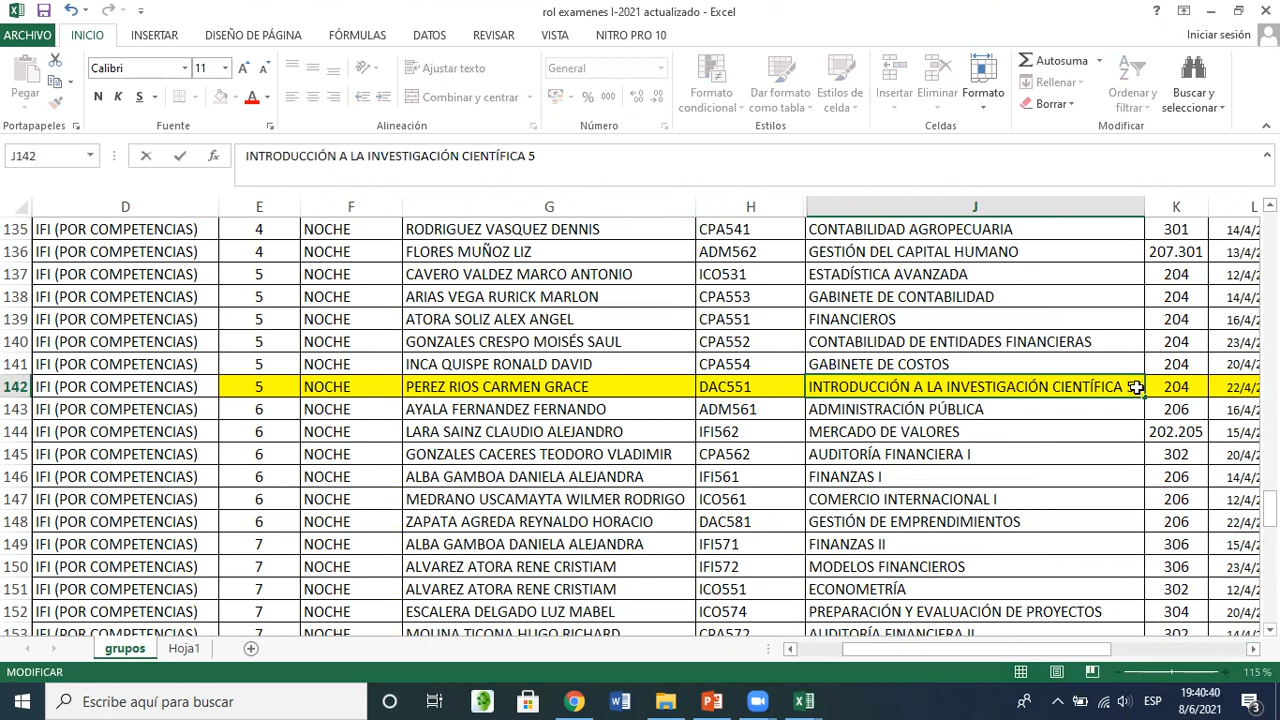 rol examenes I-2021 actualizado - Excel
ARCHIVO INICIO INSERTAR DISEÑO DE PÁGINA FÓRMULAS DATOS REVISAR VISTA NITRO PRO 10 Iniciar sesión
Pegar Calibri 11 Ajustar texto General Formato condicional Dar formato como tabla Estilos de celda Insertar Eliminar Formato Autosuma Ordenar y filtrar Buscar y seleccionar
N K S Combinar y centrar % 000 Rellenar
Borrar
Portapapeles Fuente Alineación Número Estilos Celdas Modificar
J142 INTRODUCCIÓN A LA INVESTIGACIÓN CIENTÍFICA 5
D E F G H J K L
135 IFI (POR COMPETENCIAS) 4 NOCHE RODRIGUEZ VASQUEZ DENNIS CPA541 CONTABILIDAD AGROPECUARIA 301 14/4/2
136 IFI (POR COMPETENCIAS) 4 NOCHE FLORES MUÑOZ LIZ ADM562 GESTIÓN DEL CAPITAL HUMANO 207.301 13/4/2
137 IFI (POR COMPETENCIAS) 5 NOCHE CAVERO VALDEZ MARCO ANTONIO ICO531 ESTADÍSTICA AVANZADA 204 12/4/2
138 IFI (POR COMPETENCIAS) 5 NOCHE ARIAS VEGA RURICK MARLON CPA553 GABINETE DE CONTABILIDAD 204 14/4/2
139 IFI (POR COMPETENCIAS) 5 NOCHE ATORA SOLIZ ALEX ANGEL CPA551 FINANCIEROS 204 16/4/2
140 IFI (POR COMPETENCIAS) 5 NOCHE GONZALES CRESPO MOISÉS SAUL CPA552 CONTABILIDAD DE ENTIDADES FINANCIERAS 204 23/4/2
141 IFI (POR COMPETENCIAS) 5 NOCHE INCA QUISPE RONALD DAVID CPA554 GABINETE DE COSTOS 204 20/4/2
142 IFI (POR COMPETENCIAS) 5 NOCHE PEREZ RIOS CARMEN GRACE DAC551 INTRODUCCIÓN A LA INVESTIGACIÓN CIENTÍFICA 204 22/4/2
143 IFI (POR COMPETENCIAS) 6 NOCHE AYALA FERNANDEZ FERNANDO ADM561 ADMINISTRACIÓN PÚBLICA 206 16/4/2
144 IFI (POR COMPETENCIAS) 6 NOCHE LARA SAINZ CLAUDIO ALEJANDRO IFI562 MERCADO DE VALORES 202.205 15/4/2
145 IFI (POR COMPETENCIAS) 6 NOCHE GONZALES CACERES TEODORO VLADIMIR CPA562 AUDITORÍA FINANCIERA I 302 20/4/2
146 IFI (POR COMPETENCIAS) 6 NOCHE ALBA GAMBOA DANIELA ALEJANDRA IFI561 FINANZAS I 206 14/4/2
147 IFI (POR COMPETENCIAS) 6 NOCHE MEDRANO USCAMAYTA WILMER RODRIGO ICO561 COMERCIO INTERNACIONAL I 206 12/4/2
148 IFI (POR COMPETENCIAS) 6 NOCHE ZAPATA AGREDA REYNALDO HORACIO DAC581 GESTIÓN DE EMPRENDIMIENTOS 206 22/4/2
149 IFI (POR COMPETENCIAS) 7 NOCHE ALBA GAMBOA DANIELA ALEJANDRA IFI571 FINANZAS II 306 15/4/2
150 IFI (POR COMPETENCIAS) 7 NOCHE ALVAREZ ATORA RENE CRISTIAM IFI572 MODELOS FINANCIEROS 306 23/4/2
151 IFI (POR COMPETENCIAS) 7 NOCHE ALVAREZ ATORA RENE CRISTIAM ICO551 ECONOMETRÍA 302 12/4/2
152 IFI (POR COMPETENCIAS) 7 NOCHE ESCALERA DELGADO LUZ MABEL ICO574 PREPARACIÓN Y EVALUACIÓN DE PROYECTOS 304 20/4/2
153 IFI (POR COMPETENCIAS) 7 NOCHE MOLINA TICONA HUGO RICHARD CPA572 AUDITORÍA FINANCIERA II 302 14/4/2
grupos Hoja1
MODIFICAR 115 %
Escribe aquí para buscar ESP 19:40:40
8/6/2021 3